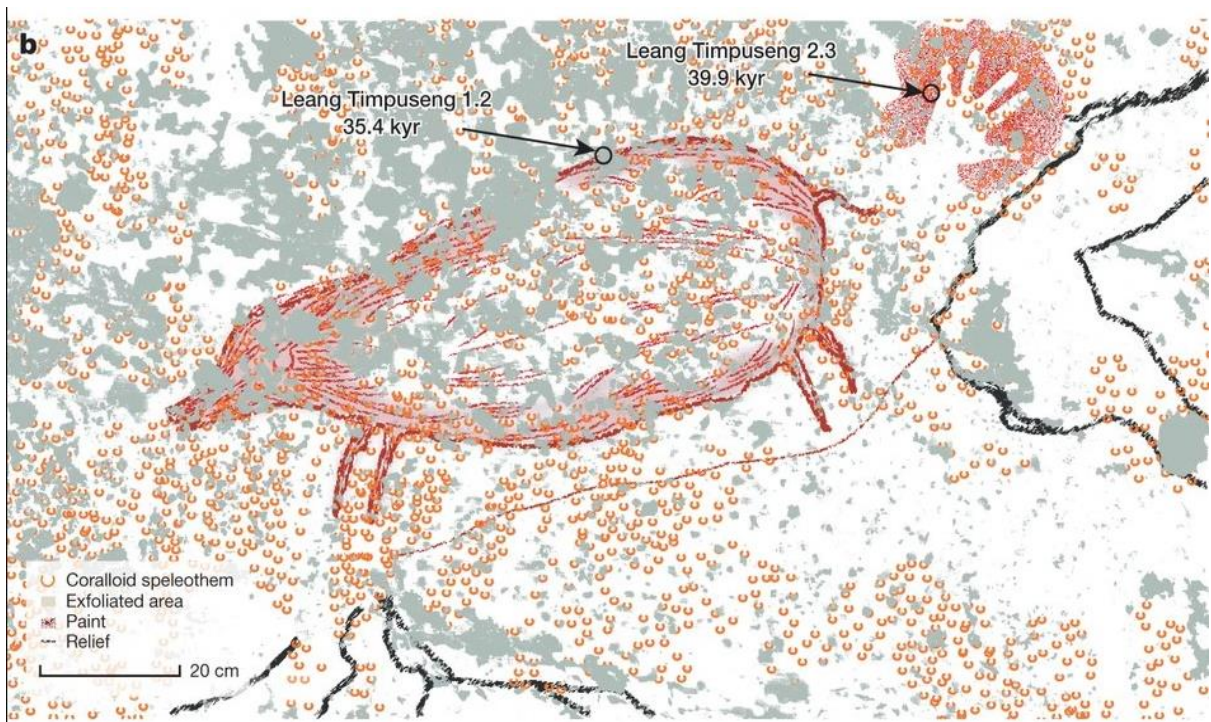 b
Leang Timpuseng 2.3
39.9 kyr
Leang Timpuseng 1.2
35.4 kyr
Coralloid speleothem
Exfoliated area
Paint
Relief
20 cm